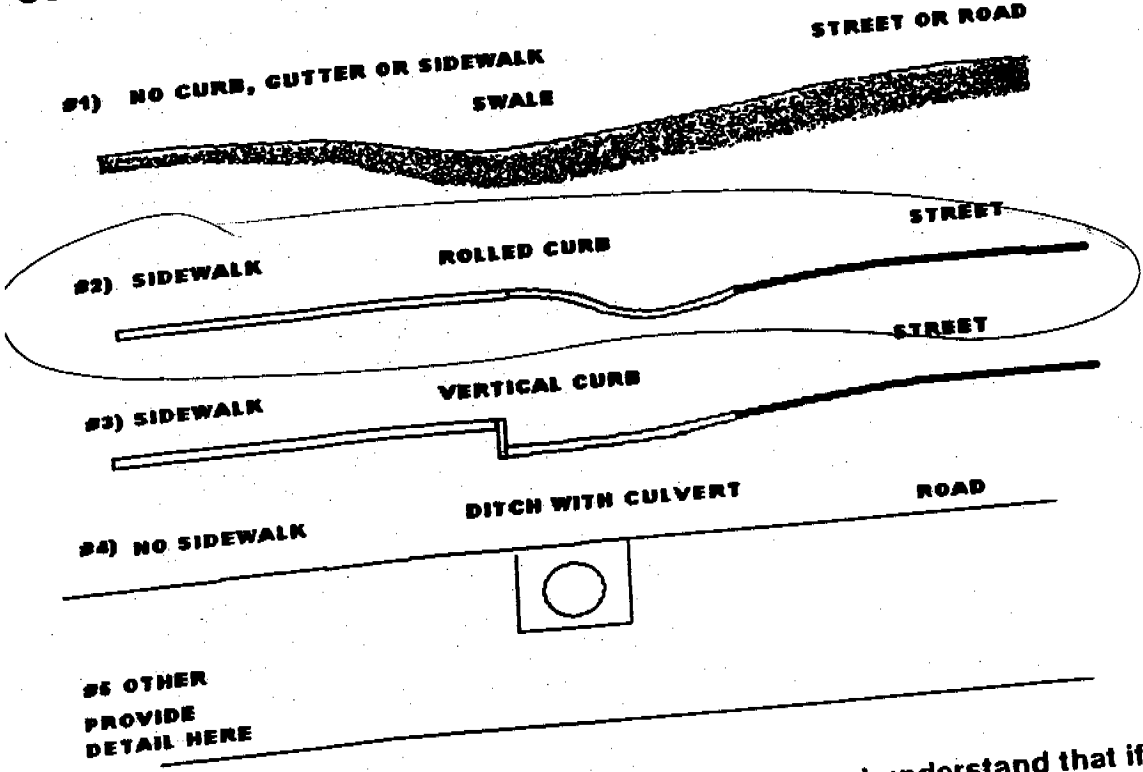 STREET OR ROAD
#1) NO CURB, GUTTER OR SIDEWALK
SWALE
STREET
#2) SIDEWALK ROLLED CURB
STREET
#3) SIDEWALK VERTICAL CURB
#4) NO SIDEWALK DITCH WITH CULVERT ROAD
#5 OTHER
PROVIDE
DETAIL HERE
understand that if